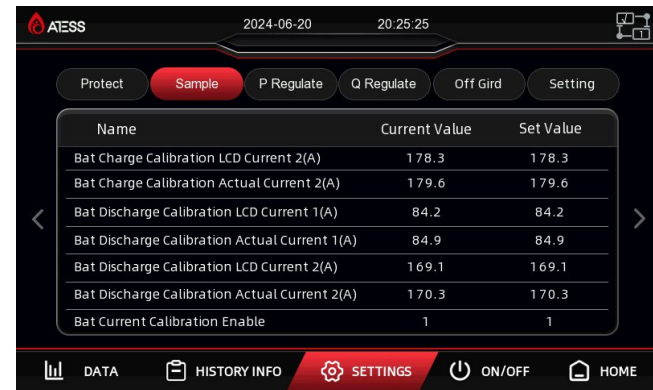 ATESS 2024-06-20 20:25:25
1
Protect Sample P Regulate Q Regulate Off Gird Setting
Name Current Value Set Value
Bat Charge Calibration LCD Current 2(A) 178.3 178.3
Bat Charge Calibration Actual Current 2(A) 179.6 179.6
Bat Discharge Calibration LCD Current 1(A) 84.2 84.2
Bat Discharge Calibration Actual Current 1(A) 84.9 84.9
Bat Discharge Calibration LCD Current 2(A) 169.1 169.1
Bat Discharge Calibration Actual Current 2(A) 170.3 170.3
Bat Current Calibration Enable 1 1
DATA HISTORY INFO SETTINGS ON/OFF HOME